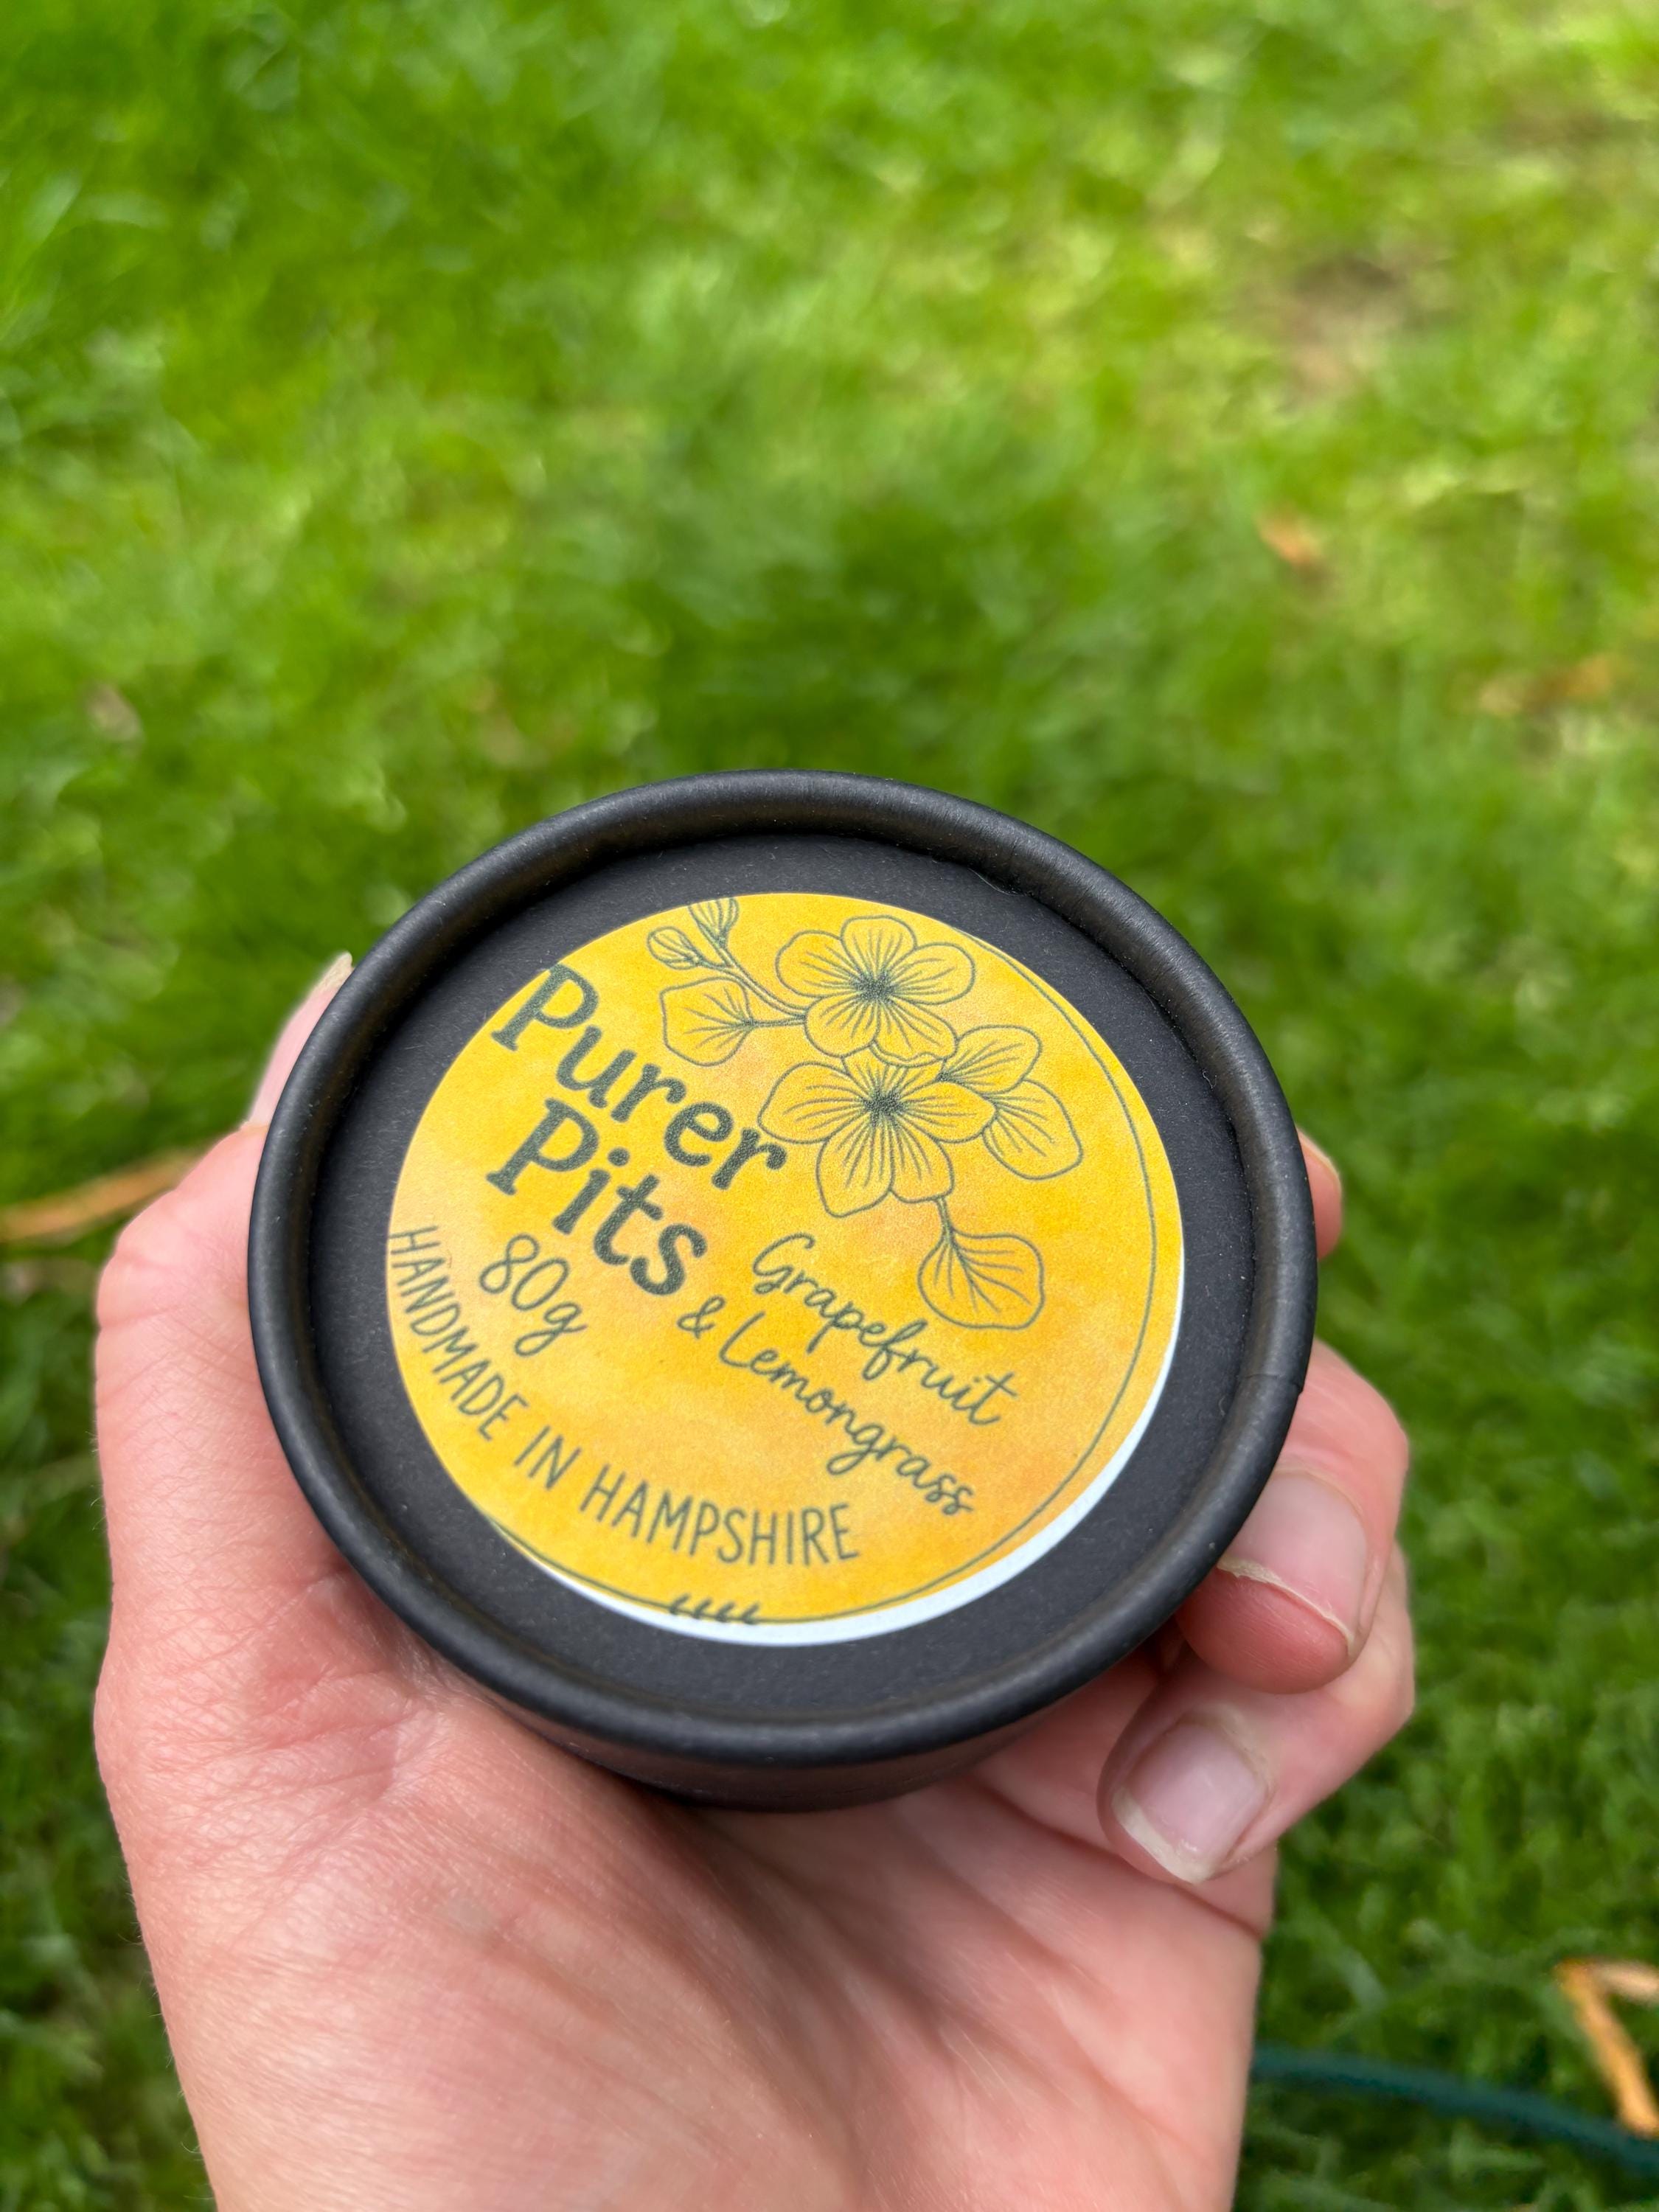 Purer
Pits
80g
Grapefruit
& Lemongrass
HANDMADE IN HAMPSHIRE